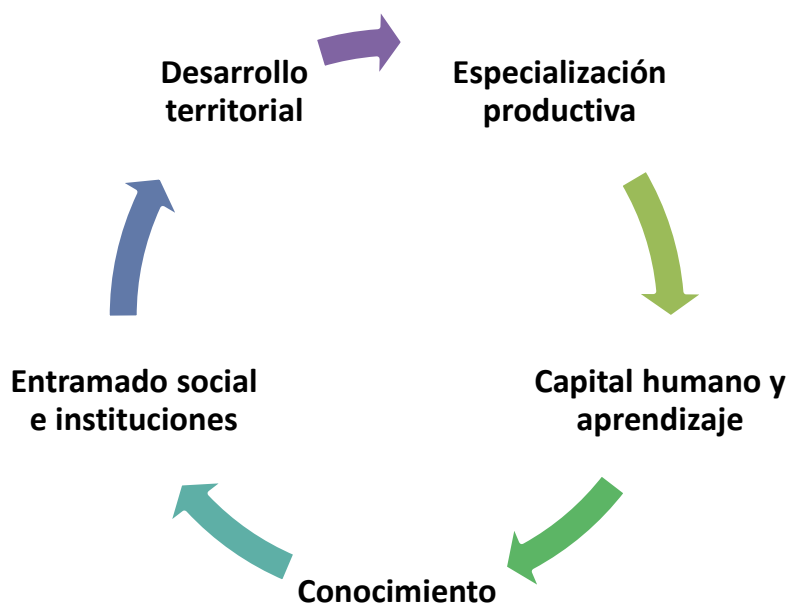 Desarrollo
territorial
Especialización
productiva
Capital humano y
aprendizaje
Conocimiento
Entramado social
e instituciones